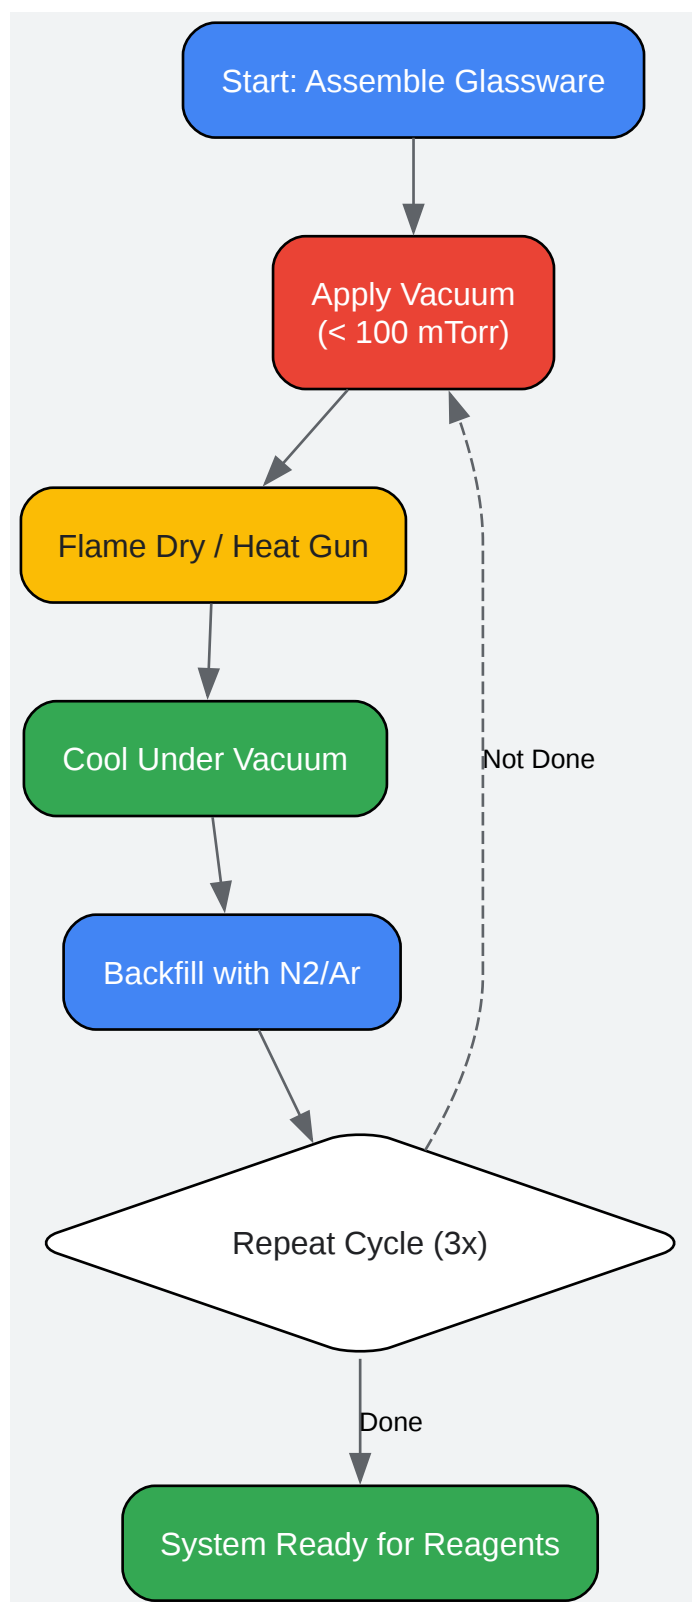 Start: Assemble Glassware
Apply Vacuum
(< 100 mTorr)
Flame Dry / Heat Gun
Cool Under Vacuum
Not Done
Backfill with N2/Ar
Repeat Cycle (3x)
Done
System Ready for Reagents